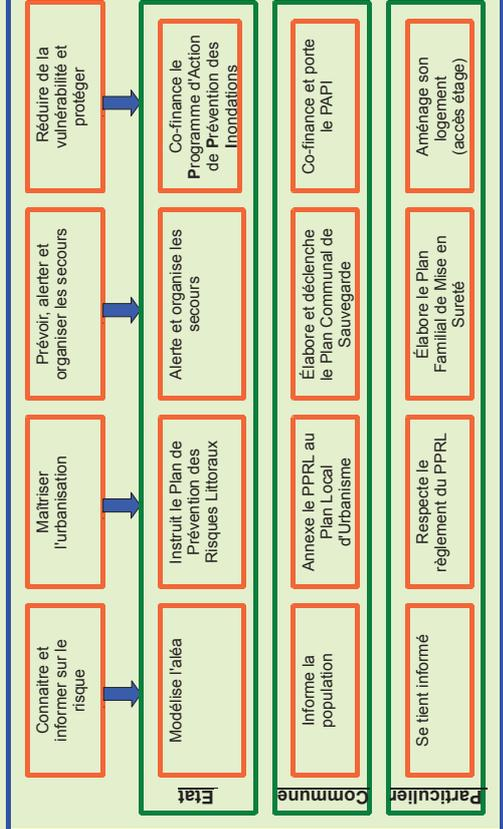 Connaitre et
informer sur le
risque
Maîtriser
l'urbanisation
Prévoir, alerter et
organiser les secours
Réduire de la
vulnérabilité et
protéger
Etat
Modélise l'aléa
Instruit le Plan de
Prévention des
Risques Littoraux
Alerte et organise les
secours
Co-finance le
Programme d'Action
de Prévention des
Inondations
Commune
Informe la
population
Annexe le PPRL au
Plan Local
d'Urbanisme
Élabore et déclenche
le Plan Communal de
Sauvegarde
Co-finance et porte
le PAPI
Particulier
Se tient informé
Respecte le
règlement du PPRL
Élabore le Plan
Familial de Mise en
Sureté
Aménage son
logement
(accès étage)